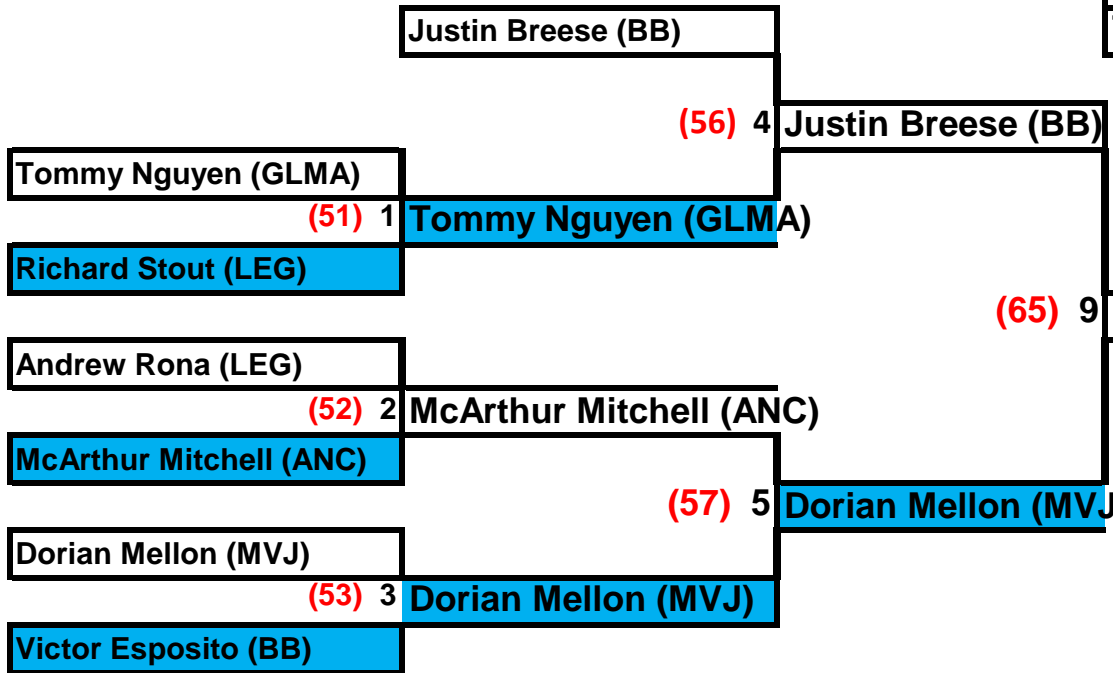 Justin Breese (BB)
(56) 4 Justin Breese (BB)
Tommy Nguyen (GLMA)
(51) 1 Tommy Nguyen (GLMA)
Richard Stout (LEG)
(65) 9
Andrew Rona (LEG)
(52) 2 McArthur Mitchell (ANC)
McArthur Mitchell (ANC)
(57) 5 Dorian Mellon (MVJ
Dorian Mellon (MVJ)
(53) 3 Dorian Mellon (MVJ)
Victor Esposito (BB)